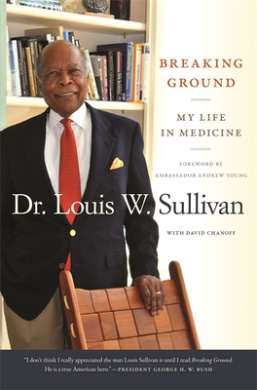 BREAKING
GROUND
MY LIFE
IN MEDICINE
FOREWORD BY
AMBASSADOR ANDREW YOUNG
Dr. Louis W. Sullivan
WITH DAVID CHANOFF
"I don't think I really appreciated the man Louis Sullivan is until I read Breaking Ground.
He is a true American hero."—PRESIDENT GEORGE H. W. BUSH